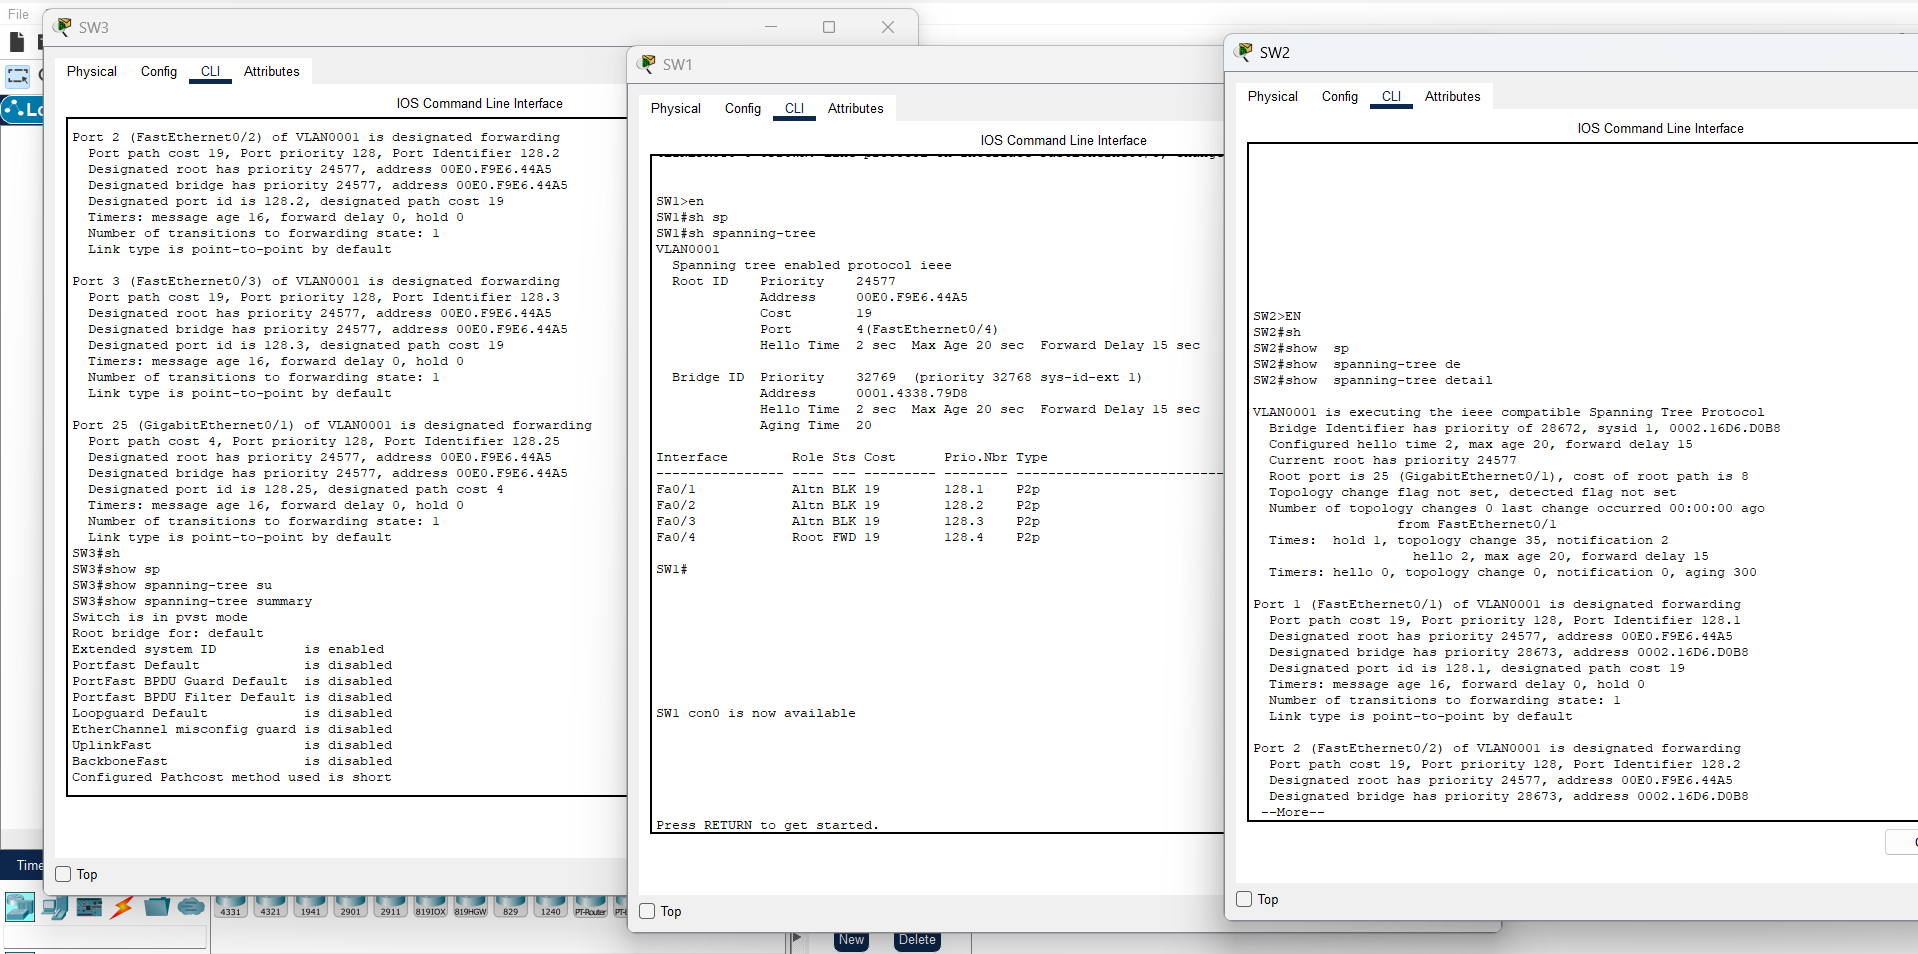 File
SW3
Physical Config CLI Attributes
IOS Command Line Interface
Port 2 (FastEthernet0/2) of VLAN0001 is designated forwarding
Port path cost 19, Port priority 128, Port Identifier 128.2
Designated root has priority 24577, address 00E0.F9E6.44A5
Designated bridge has priority 24577, address 00E0.F9E6.44A5
Designated port id is 128.2, designated path cost 19
Timers: message age 16, forward delay 0, hold 0
Number of transitions to forwarding state: 1
Link type is point-to-point by default
Port 3 (FastEthernet0/3) of VLAN0001 is designated forwarding
Port path cost 19, Port priority 128, Port Identifier 128.3
Designated root has priority 24577, address 00E0.F9E6.44A5
Designated bridge has priority 24577, address 00E0.F9E6.44A5
Designated port id is 128.3, designated path cost 19
Timers: message age 16, forward delay 0, hold 0
Number of transitions to forwarding state: 1
Link type is point-to-point by default
Port 25 (GigabitEthernet0/1) of VLAN0001 is designated forwarding
Port path cost 4, Port priority 128, Port Identifier 128.25
Designated root has priority 24577, address 00E0.F9E6.44A5
Designated bridge has priority 24577, address 00E0.F9E6.44A5
Designated port id is 128.25, designated path cost 4
Timers: message age 16, forward delay 0, hold 0
Number of transitions to forwarding state: 1
Link type is point-to-point by default
SW3#sh
SW3#show sp
SW3#show spanning-tree su
SW3#show spanning-tree summary
Switch is in pvst mode
Root bridge for: default
Extended system ID is enabled
Portfast Default is disabled
PortFast BPDU Guard Default is disabled
Portfast BPDU Filter Default is disabled
Loopguard Default is disabled
EtherChannel misconfig guard is disabled
UplinkFast is disabled
BackboneFast is disabled
Configured Pathcost method used is short
Top
SW1
Physical Config CLI Attributes
IOS Command Line Interface
SW1>en
SW1#sh sp
SW1#sh spanning-tree
VLAN0001
Spanning tree enabled protocol ieee
Root ID Priority 24577
Address 00E0.F9E6.44A5
Cost 19
Port 4(FastEthernet0/4)
Hello Time 2 sec Max Age 20 sec Forward Delay 15 sec
Bridge ID Priority 32769 (priority 32768 sys-id-ext 1)
Address 0001.4338.79D8
Hello Time 2 sec Max Age 20 sec Forward Delay 15 sec
Aging Time 20
Interface Role Sts Cost Prio.Nbr Type
---------------- ---- --- --------- -------- --------------------------
Fa0/1 Altn BLK 19 128.1 P2p
Fa0/2 Altn BLK 19 128.2 P2p
Fa0/3 Altn BLK 19 128.3 P2p
Fa0/4 Root FWD 19 128.4 P2p
SW1#
SW1 con0 is now available
Press RETURN to get started.
Top
SW2
Physical Config CLI Attributes
IOS Command Line Interface
SW2>EN
SW2#sh
SW2#show sp
SW2#show spanning-tree de
SW2#show spanning-tree detail
VLAN0001 is executing the ieee compatible Spanning Tree Protocol
Bridge Identifier has priority of 28672, sysid 1, 0002.16D6.D0B8
Configured hello time 2, max age 20, forward delay 15
Current root has priority 24577
Root port is 25 (GigabitEthernet0/1), cost of root path is 8
Topology change flag not set, detected flag not set
Number of topology changes 0 last change occurred 00:00:00 ago
from FastEthernet0/1
Times: hold 1, topology change 35, notification 2
hello 2, max age 20, forward delay 15
Timers: hello 0, topology change 0, notification 0, aging 300
Port 1 (FastEthernet0/1) of VLAN0001 is designated forwarding
Port path cost 19, Port priority 128, Port Identifier 128.1
Designated root has priority 24577, address 00E0.F9E6.44A5
Designated bridge has priority 28673, address 0002.16D6.D0B8
Designated port id is 128.1, designated path cost 19
Timers: message age 16, forward delay 0, hold 0
Number of transitions to forwarding state: 1
Link type is point-to-point by default
Port 2 (FastEthernet0/2) of VLAN0001 is designated forwarding
Port path cost 19, Port priority 128, Port Identifier 128.2
Designated root has priority 24577, address 00E0.F9E6.44A5
Designated bridge has priority 28673, address 0002.16D6.D0B8
--More--
Top
Time
4331 4321 1941 2901 2911 819IOX 819HGW 829 1240 PT-Router
New Delete